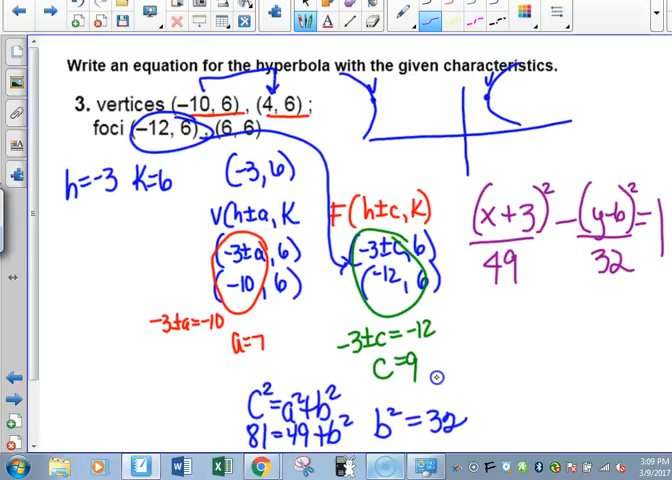 Write an equation for the hyperbola with the given characteristics.
3. vertices (−10, 6) , (4, 6) ;
foci (−12, 6) , (6, 6)
h=-3 K=6
(-3, 6)
V(h±a, K
(-3±a, 6)
(-10, 6)
-3±a=-10
a=7
F(h±c, K)
(-3±c, 6)
(-12, 6)
-3±c=-12
c=9
(x+3)² - (y-6)² = 1
49 32
c²=a²+b²
81=49+b² b²=32
3:09 PM
3/9/2017